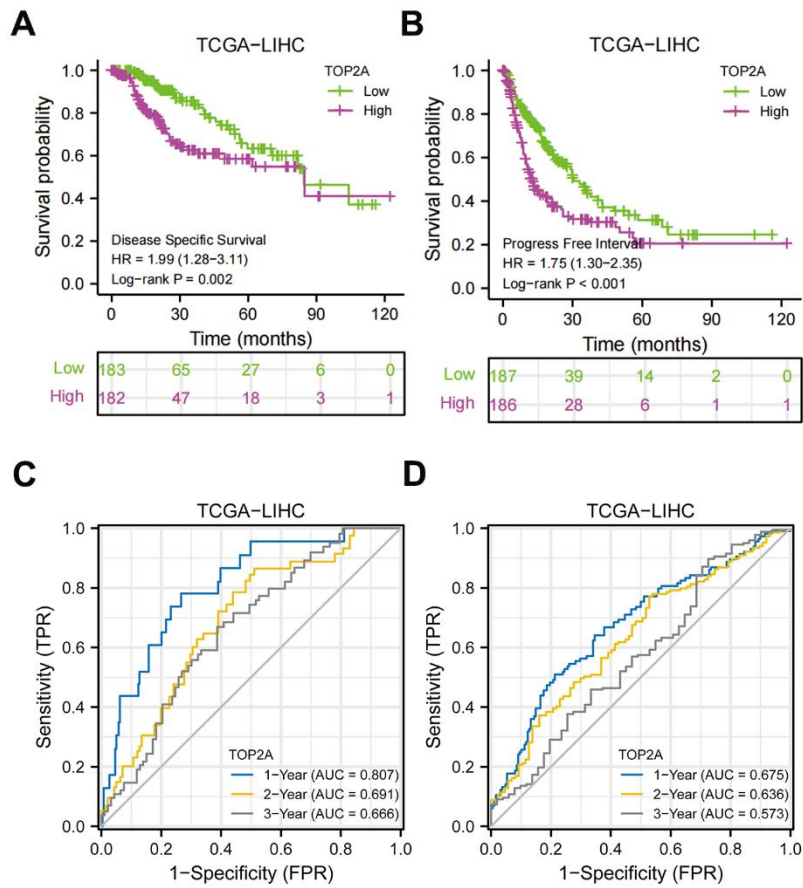 A
TCGA−LIHC
TOP2A
Low
High
Survival probability
1.0
0.8
0.6
0.4
0.2
0.0
Disease Specific Survival
HR = 1.99 (1.28−3.11)
Log−rank P = 0.002
0 30 60 90 120
Time (months)
Low 183 65 27 6 0
High 182 47 18 3 1
B
TCGA−LIHC
TOP2A
Low
High
Survival probability
1.0
0.8
0.6
0.4
0.2
0.0
Progress Free Interval
HR = 1.75 (1.30−2.35)
Log−rank P < 0.001
0 30 60 90 120
Time (months)
Low 187 39 14 2 0
High 186 28 6 1 1
C
TCGA−LIHC
Sensitivity (TPR)
1.0
0.8
0.6
0.4
0.2
0.0
TOP2A
1−Year (AUC = 0.807)
2−Year (AUC = 0.691)
3−Year (AUC = 0.666)
0.0 0.2 0.4 0.6 0.8 1.0
1−Specificity (FPR)
D
TCGA−LIHC
Sensitivity (TPR)
1.0
0.8
0.6
0.4
0.2
0.0
TOP2A
1−Year (AUC = 0.675)
2−Year (AUC = 0.636)
3−Year (AUC = 0.573)
0.0 0.2 0.4 0.6 0.8 1.0
1−Specificity (FPR)